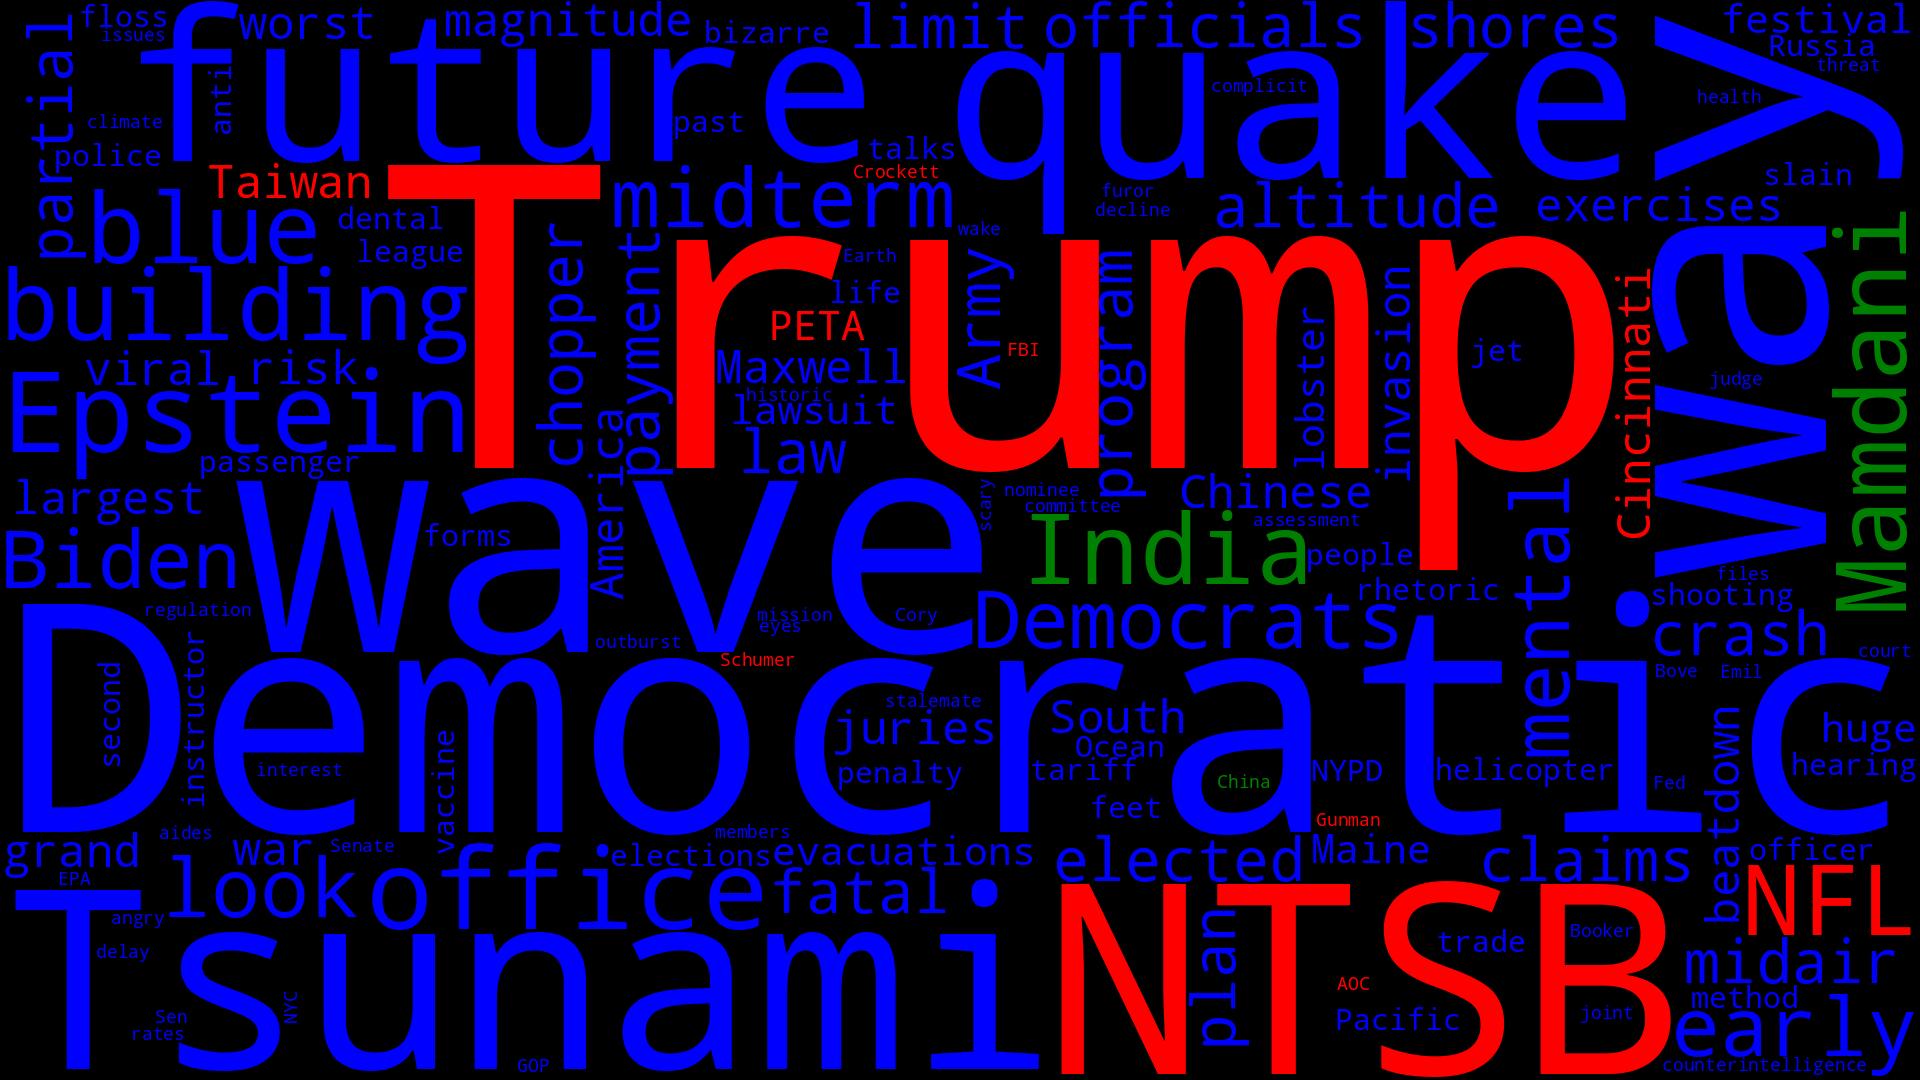 floss
issues
worst
magnitude
bizarre
limit
officials
shores
festival
Russia
threat
partial
future
quake
way
anti
complicit
health
climate
past
police
talks
Crockett
slain
Taiwan
Trump
midterm
furor
decline
altitude
exercises
blue
dental
league
wake
Mamdani
building
chopper
payment
Earth
life
Army
program
PETA
FBI
lobster
invasion
jet
Cincinnati
viral
risk
Maxwell
historic
lawsuit
judge
Epstein
law
passenger
America
largest
wave
forms
scary
nominee
committee
Chinese
assessment
mental
India
people
Biden
rhetoric
files
shooting
regulation
mission
eyes
Cory
Democrats
crash
outburst
Schumer
court
Democratic
second
instructor
Bove
Emil
stalemate
juries
South
Ocean
huge
interest
vaccine
penalty
tariff
China
NYPD
helicopter
Fed
hearing
beatdown
feet
Gunman
aides
members
grand
war
Senate
elections
evacuations
elected
Maine
claims
officer
EPA
look
office
fatal
NFL
angry
Tsunami
NTSB
plan
trade
Booker
delay
midair
AOC
method
NYC
Sen
rates
Pacific
joint
early
GOP
counterintelligence